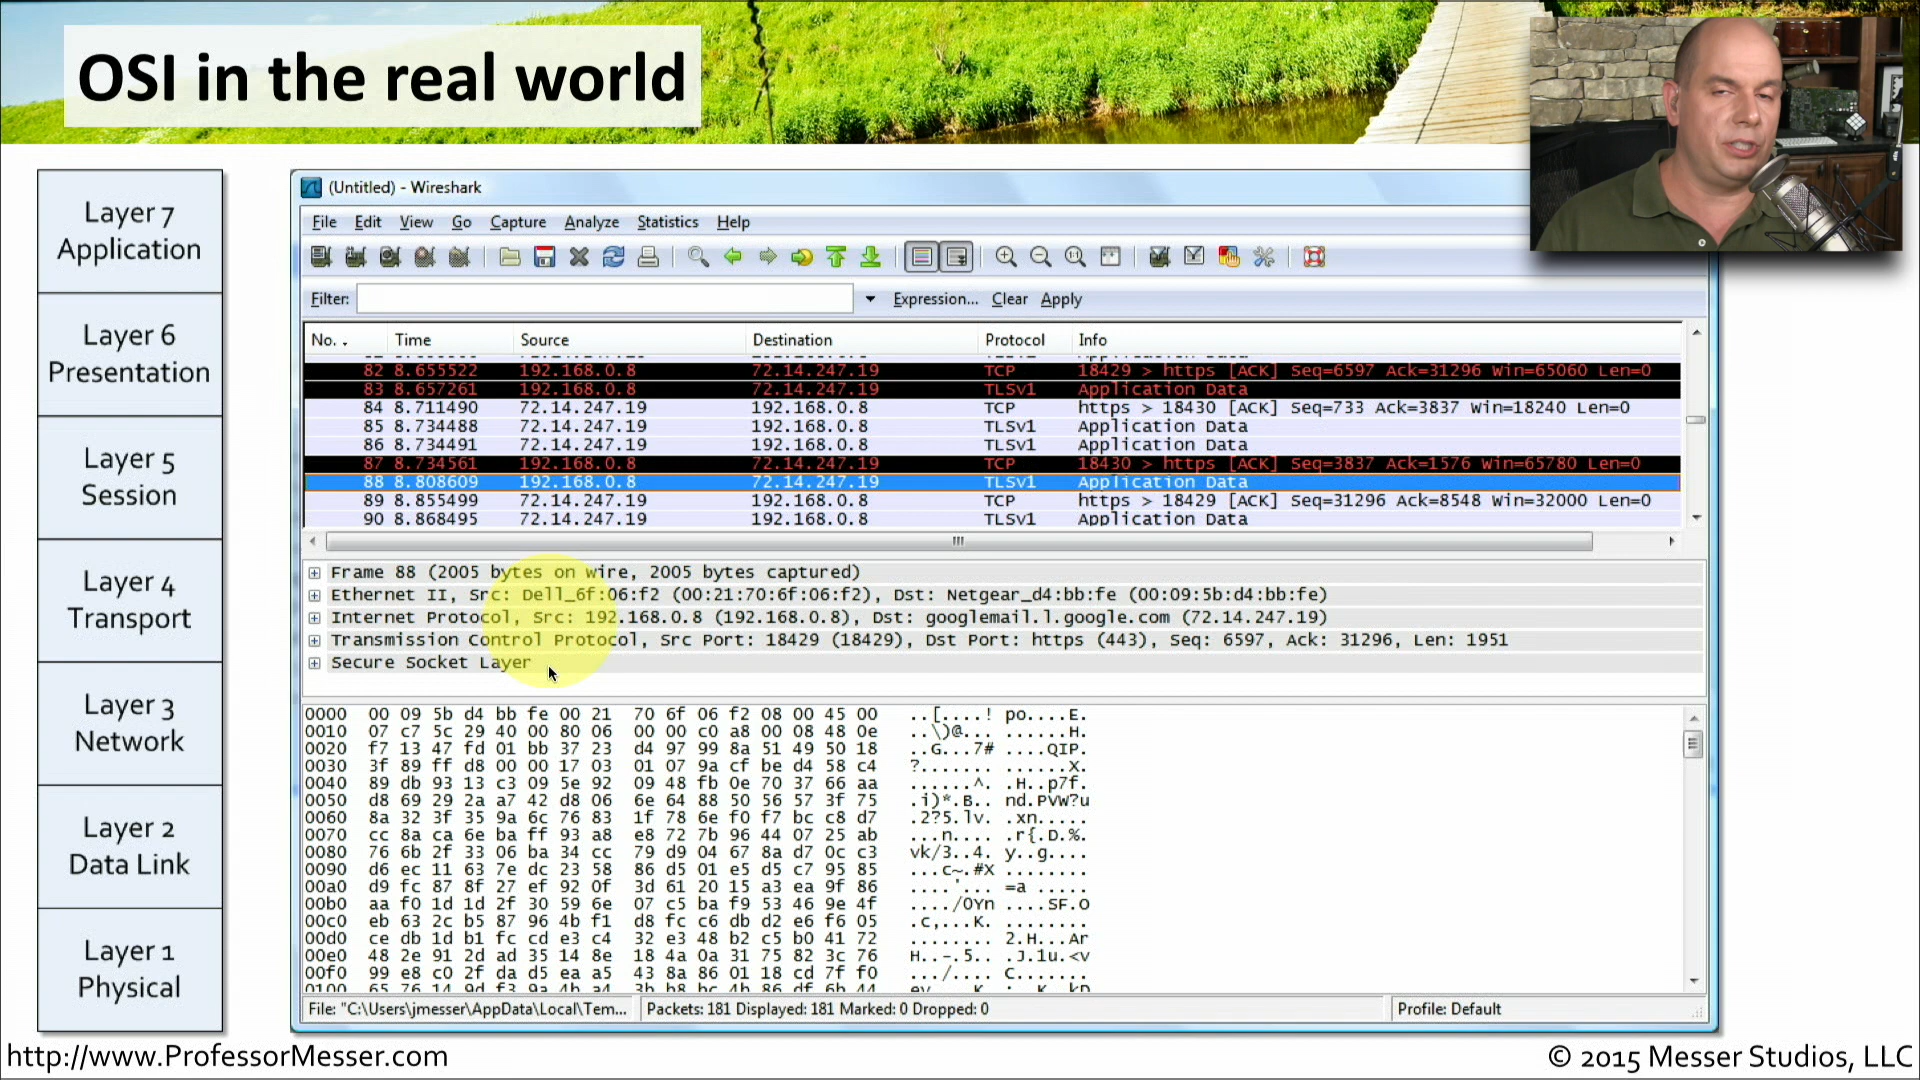 OSI in the real world
Layer 7
Application
Layer 6
Presentation
Layer 5
Session
Layer 4
Transport
Layer 3
Network
Layer 2
Data Link
Layer 1
Physical
(Untitled) - Wireshark
File Edit View Go Capture Analyze Statistics Help
Filter: Expression... Clear Apply
No. Time Source Destination Protocol Info
82 8.655522 192.168.0.8 72.14.247.19 TCP 18429 > https [ACK] Seq=6597 Ack=31296 Win=65060 Len=0
83 8.657261 192.168.0.8 72.14.247.19 TLSv1 Application Data
84 8.711490 72.14.247.19 192.168.0.8 TCP https > 18430 [ACK] Seq=733 Ack=3837 Win=18240 Len=0
85 8.734488 72.14.247.19 192.168.0.8 TLSv1 Application Data
86 8.734491 72.14.247.19 192.168.0.8 TLSv1 Application Data
87 8.734561 192.168.0.8 72.14.247.19 TCP 18430 > https [ACK] Seq=3837 Ack=1576 Win=65780 Len=0
88 8.808609 192.168.0.8 72.14.247.19 TLSv1 Application Data
89 8.855499 72.14.247.19 192.168.0.8 TCP https > 18429 [ACK] Seq=31296 Ack=8548 Win=32000 Len=0
90 8.868495 72.14.247.19 192.168.0.8 TLSv1 Application Data
Frame 88 (2005 bytes on wire, 2005 bytes captured)
Ethernet II, Src: Dell_6f:06:f2 (00:21:70:6f:06:f2), Dst: Netgear_d4:bb:fe (00:09:5b:d4:bb:fe)
Internet Protocol, Src: 192.168.0.8 (192.168.0.8), Dst: googlemail.l.google.com (72.14.247.19)
Transmission Control Protocol, Src Port: 18429 (18429), Dst Port: https (443), Seq: 6597, Ack: 31296, Len: 1951
Secure Socket Layer
0000 00 09 5b d4 bb fe 00 21 70 6f 06 f2 08 00 45 00 ..[....! po....E.
0010 07 c7 5c 29 40 00 80 06 00 00 c0 a8 00 08 48 0e ..\)@... ......H.
0020 f7 13 47 fd 01 bb 37 23 d4 97 99 8a 51 49 50 18 ..G...7# ....QIP.
0030 3f 89 ff d8 00 00 17 03 01 07 9a cf be d4 58 c4 ?....... ......X.
0040 89 db 93 13 c3 09 5e 92 09 48 fb 0e 70 37 66 aa ......^. .H..p7f.
0050 d8 69 29 2a a7 42 d8 06 6e 64 88 50 56 57 3f 75 .i)*.B.. nd.PVW?u
0060 8a 32 3f 35 9a 6c 76 83 1f 78 6e f0 f7 bc c8 d7 .2?5.lv. .xn.....
0070 cc 8a ca 6e ba ff 93 a8 e8 72 7b 96 44 07 25 ab ...n.... .r{.D.%.
0080 76 6b 2f 33 06 ba 34 cc 79 d9 04 67 8a d7 0c c3 vk/3..4. y..g....
0090 d6 ec 11 63 7e dc 23 58 86 d5 01 e5 d5 c7 95 85 ...c~.#X ........
00a0 d9 fc 87 8f 27 ef 92 0f 3d 61 20 15 a3 ea 9f 86 ....'... =a .....
00b0 aa f0 1d 1d 2f 30 59 6e 07 c5 ba f9 53 46 9e 4f ..../0Yn ....SF.O
00c0 eb 63 2c b5 87 96 4b f1 d8 fc c6 db d2 e6 f6 05 .c,...K. ........
00d0 ce db 1d b1 fc cd e3 c4 32 e3 48 b2 c5 b0 41 72 ........ 2.H...Ar
00e0 48 2e 91 2d ad 35 14 8e 18 4a 0a 31 75 82 3c 76 H..-.5.. .J.1u.<v
00f0 99 e8 c0 2f da d5 ea a5 43 8a 86 01 18 cd 7f f0 .../.... C.......
File: "C:\Users\jmesser\AppData\Local\Tem... Packets: 181 Displayed: 181 Marked: 0 Dropped: 0 Profile: Default
http://www.ProfessorMesser.com
© 2015 Messer Studios, LLC